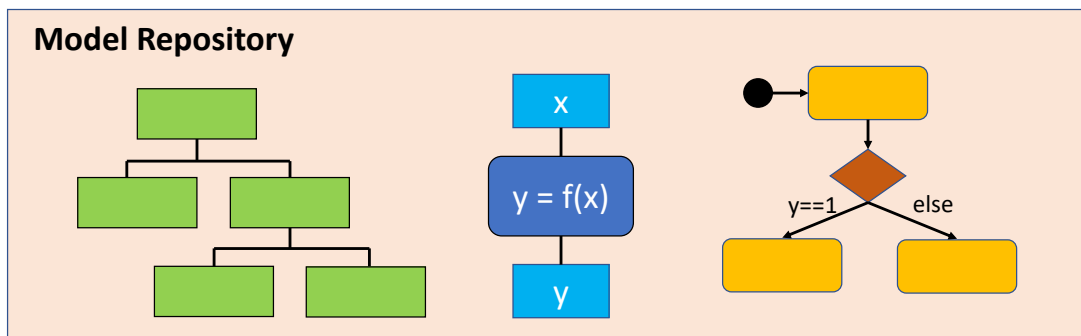 Model Repository
x
y = f(x)
y
y==1
else